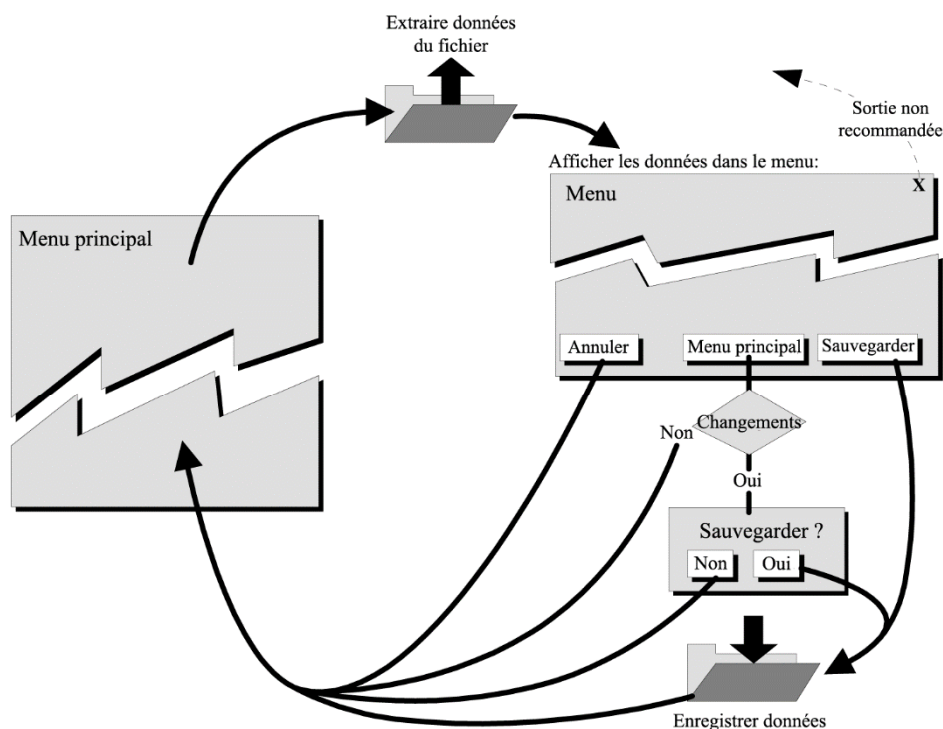 Extraire données
du fichier
Sortie non
recommandée
Afficher les données dans le menu:
Menu
X
Menu principal
Annuler
Menu principal
Sauvegarder
Changements
Non
Oui
Sauvegarder ?
Non
Oui
Enregistrer données